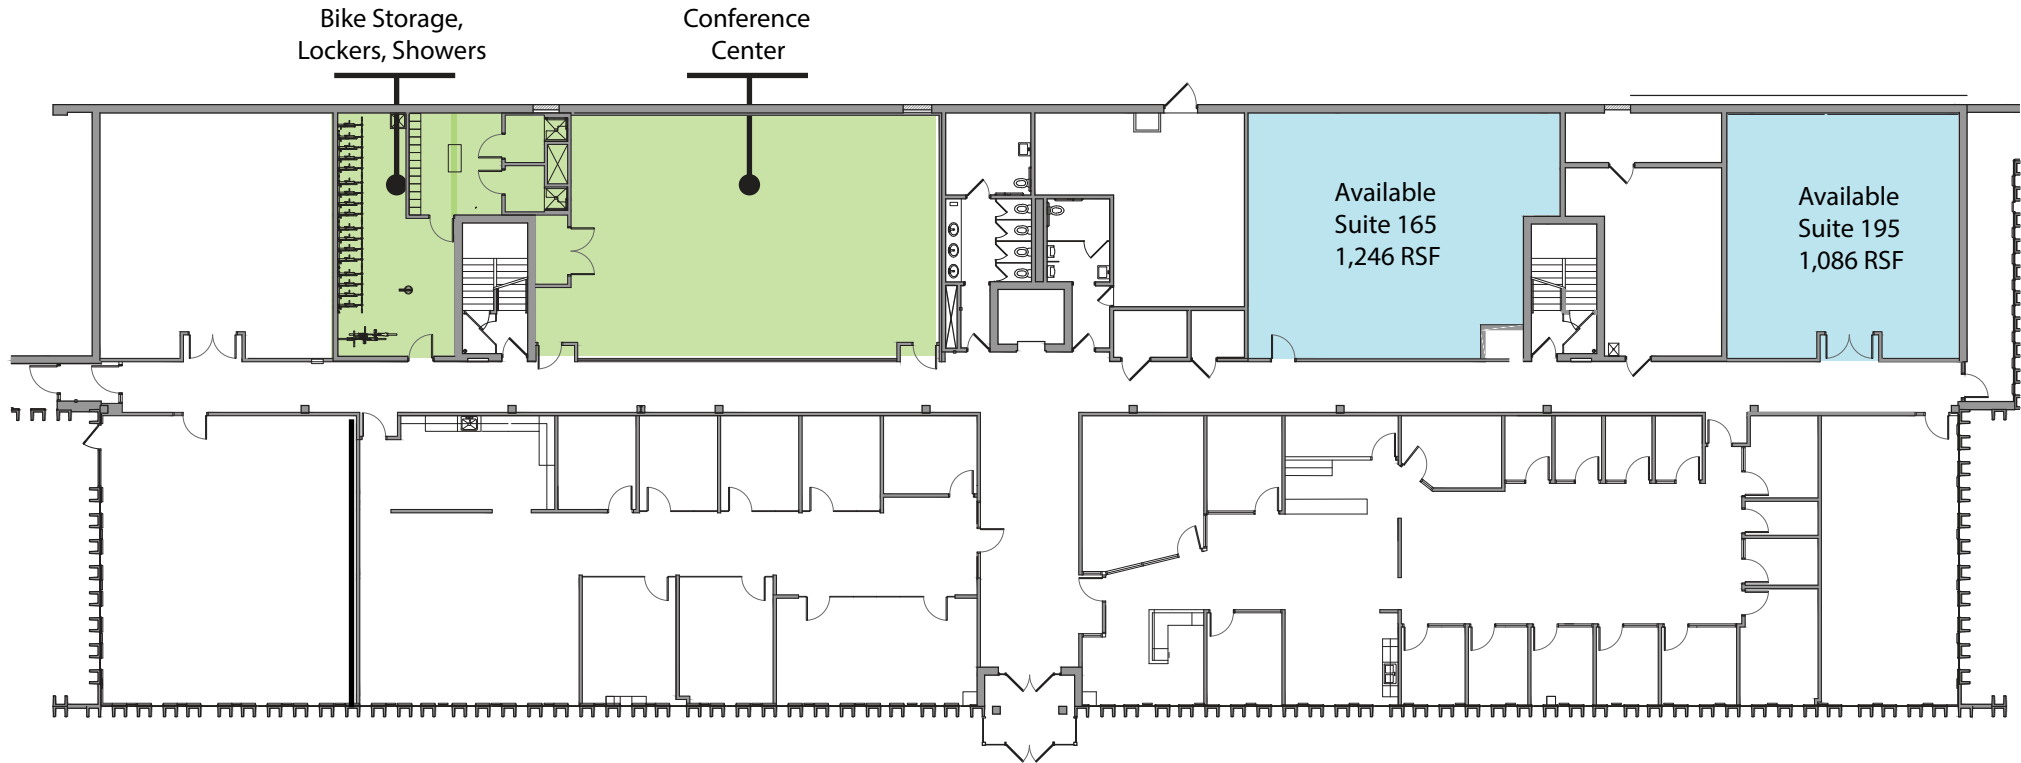 Bike Storage,
Lockers, Showers
Conference
Center
Available
Suite 165
1,246 RSF
Available
Suite 195
1,086 RSF